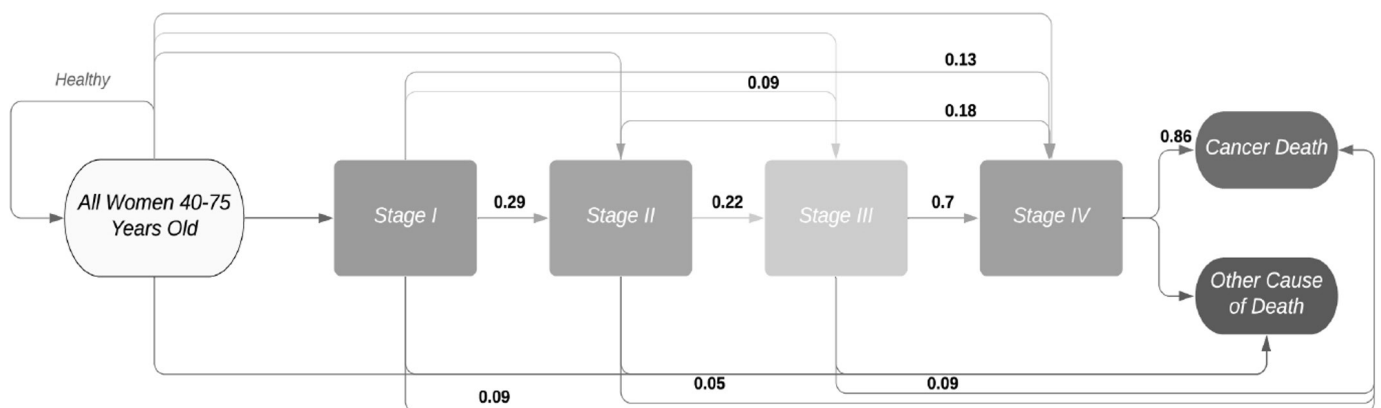 0.13
Healthy
0.09
0.18
0.86
Cancer Death
All Women 40-75
Years Old
Stage I
0.29
Stage II
0.22
Stage III
0.7
Stage IV
Other Cause
of Death
0.05
0.09
0.09